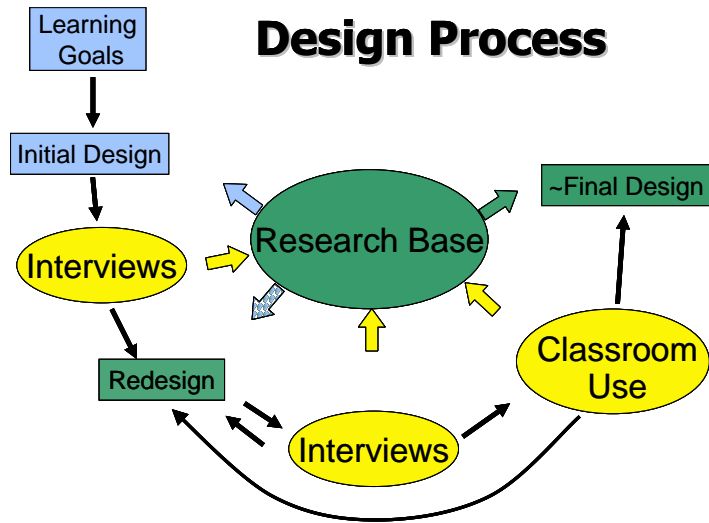 Design Process
Learning
Goals
Initial Design
Interviews
Research Base
~Final Design
Redesign
Interviews
Classroom
Use